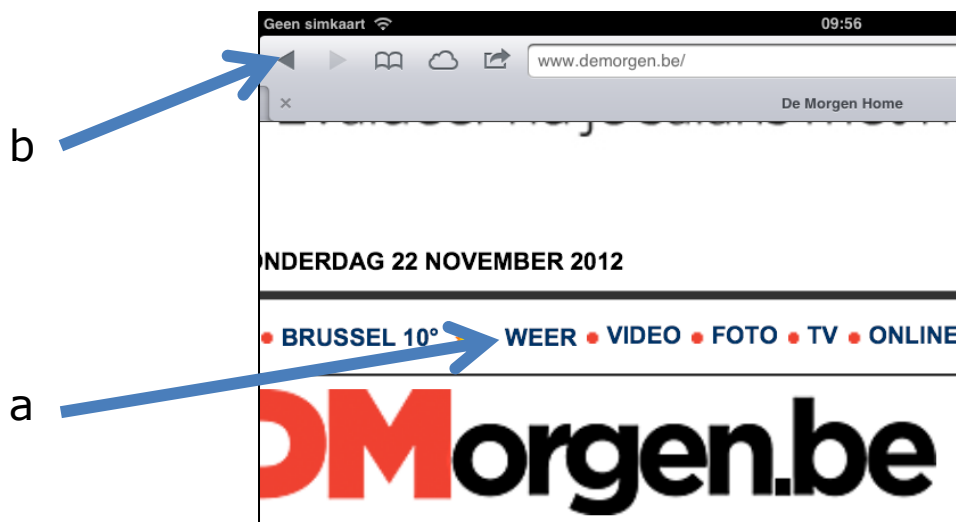 Geen simkaart 09:56
www.demorgen.be/
De Morgen Home
b
NDERDAG 22 NOVEMBER 2012
BRUSSEL 10° WEER • VIDEO • FOTO • TV • ONLINE
a
DMorgen.be